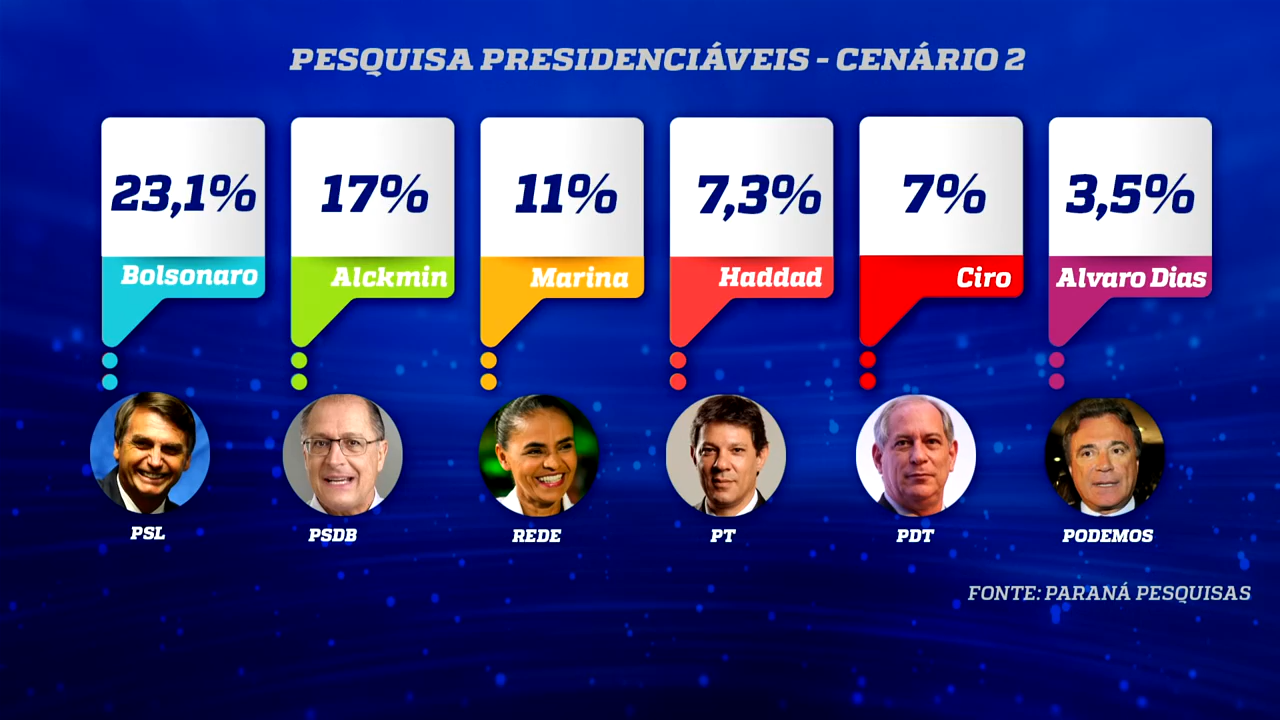 PESQUISA PRESIDENCIÁVEIS - CENÁRIO 2
23,1%
17%
11%
7,3%
7%
3,5%
Bolsonaro
Alckmin
Marina
Haddad
Ciro
Alvaro Dias
PSL
PSDB
REDE
PT
PDT
PODEMOS
FONTE: PARANÁ PESQUISAS